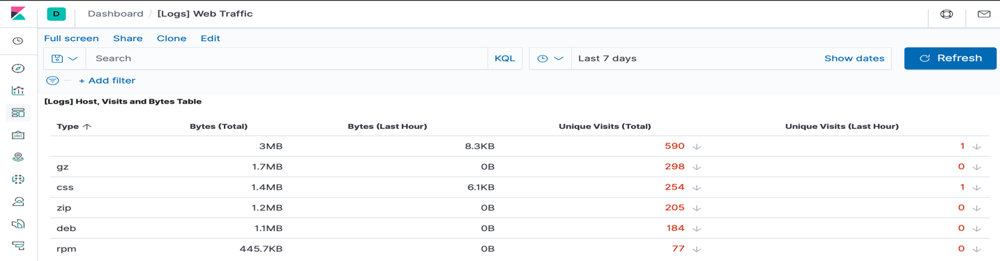 D Dashboard / [Logs] Web Traffic
Full screen Share Clone Edit
Search KQL Last 7 days Show dates Refresh
+ Add filter
[Logs] Host, Visits and Bytes Table
Type Bytes (Total) Bytes (Last Hour) Unique Visits (Total) Unique Visits (Last Hour)
3MB 8.3KB 590 1
gz 1.7MB 0B 298 0
css 1.4MB 6.1KB 254 1
zip 1.2MB 0B 205 0
deb 1.1MB 0B 184 0
rpm 445.7KB 0B 77 0